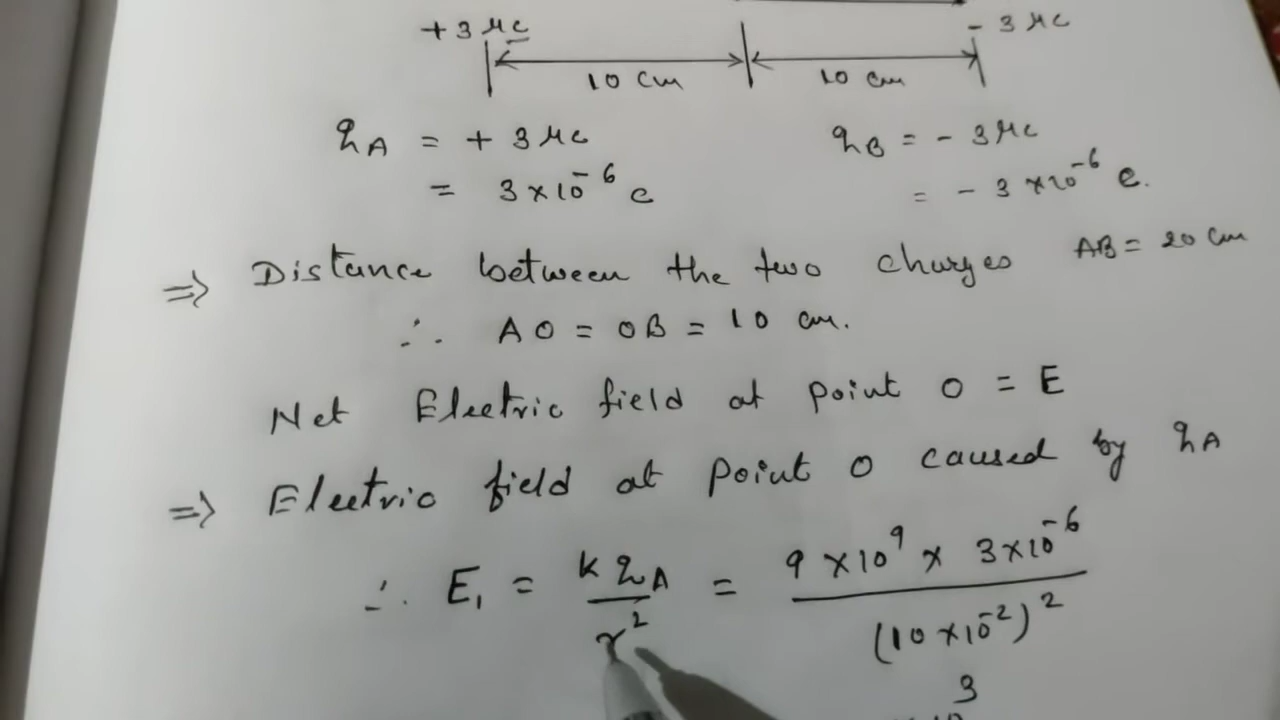 + 3 μc - 3 μc
10 cm 10 cm
qA = + 3 μc qB = - 3 μc
= 3 × 10⁻⁶ c = - 3 × 10⁻⁶ c.
=> Distance between the two charges AB = 20 cm
∴ AO = OB = 10 cm.
Net Electric field at point O = E
=> Electric field at point O caused by qA
∴ E₁ = k qA / r² = 9 × 10⁹ × 3 × 10⁻⁶ / (10 × 10⁻²)²
3